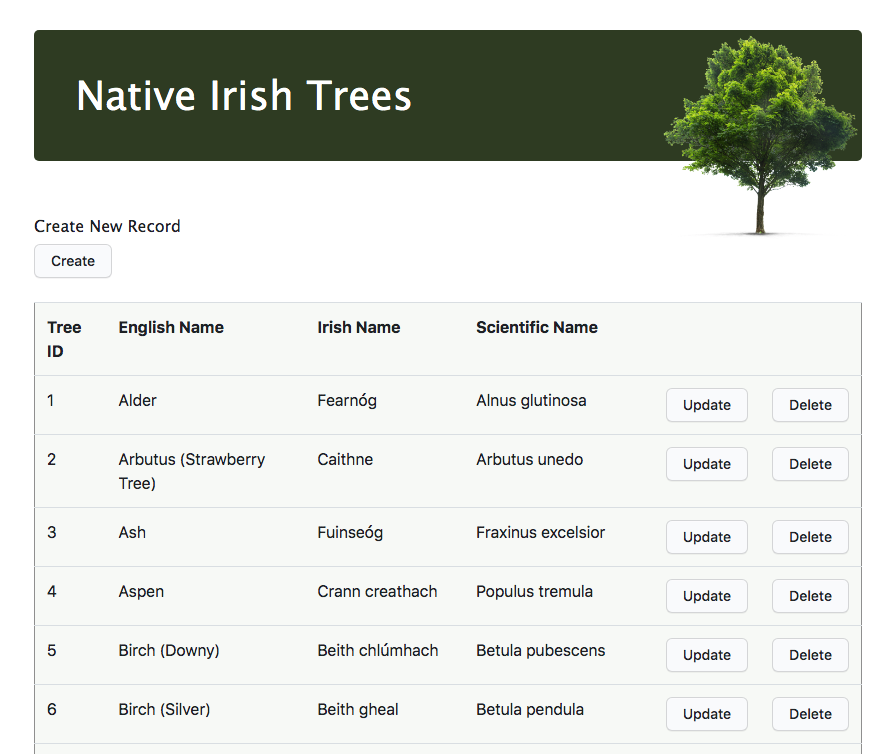 Native Irish Trees
Create New Record
Create
Tree ID English Name Irish Name Scientific Name
1 Alder Fearnóg Alnus glutinosa Update Delete
2 Arbutus (Strawberry Tree) Caithne Arbutus unedo Update Delete
3 Ash Fuinseóg Fraxinus excelsior Update Delete
4 Aspen Crann creathach Populus tremula Update Delete
5 Birch (Downy) Beith chlúmhach Betula pubescens Update Delete
6 Birch (Silver) Beith gheal Betula pendula Update Delete